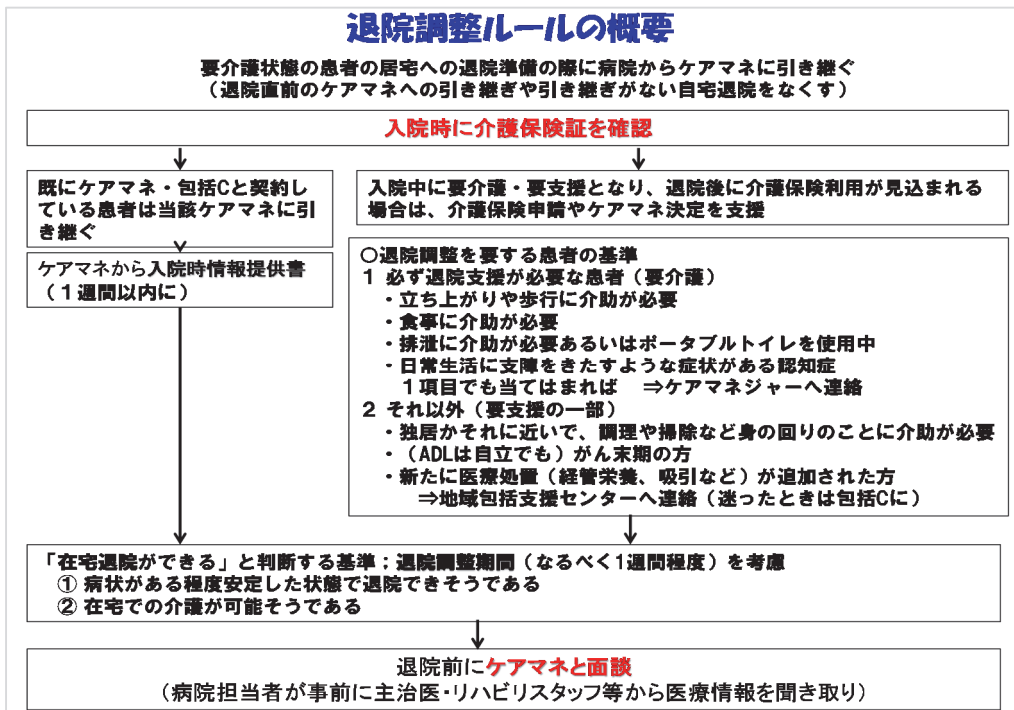 退院調整ルールの概要
要介護状態の患者の居宅への退院準備の際に病院からケアマネに引き継ぐ
（退院直前のケアマネへの引き継ぎや引き継ぎがない自宅退院をなくす）
入院時に介護保険証を確認
既にケアマネ・包括Cと契約し
ている患者は当該ケアマネに引
き継ぐ
ケアマネから入院時情報提供書
（１週間以内に）
入院中に要介護・要支援となり、退院後に介護保険利用が見込まれる
場合は、介護保険申請やケアマネ決定を支援
○退院調整を要する患者の基準
１ 必ず退院支援が必要な患者（要介護）
・立ち上がりや歩行に介助が必要
・食事に介助が必要
・排泄に介助が必要あるいはポータブルトイレを使用中
・日常生活に支障をきたすような症状がある認知症
１項目でも当てはまれば　⇒ケアマネジャーへ連絡
２ それ以外（要支援の一部）
・独居かそれに近いで、調理や掃除など身の回りのことに介助が必要
・（ADLは自立でも）がん末期の方
・新たに医療処置（経管栄養、吸引など）が追加された方
⇒地域包括支援センターへ連絡（迷ったときは包括Cに）
「在宅退院ができる」と判断する基準；退院調整期間（なるべく1週間程度）を考慮
① 病状がある程度安定した状態で退院できそうである
② 在宅での介護が可能そうである
退院前にケアマネと面談
（病院担当者が事前に主治医・リハビリスタッフ等から医療情報を聞き取り）